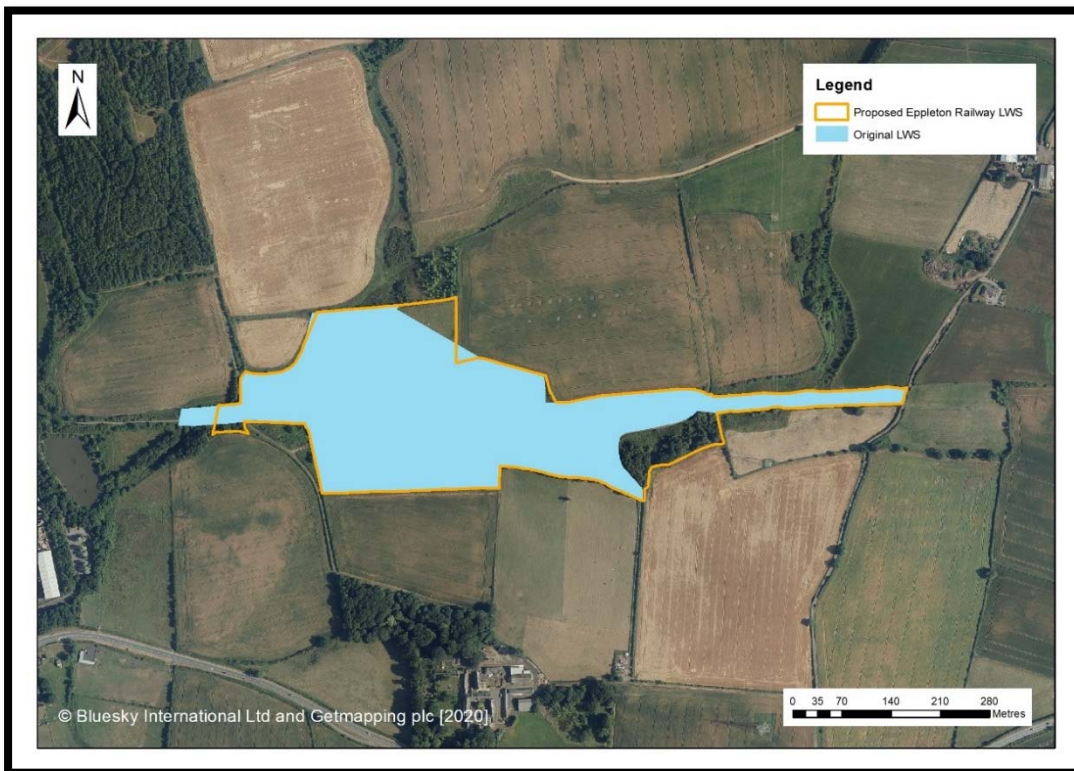 N
Legend
Proposed Eppleton Railway LWS
Original LWS
0 35 70 140 210 280
Metres
© Bluesky International Ltd and Getmapping plc [2020]